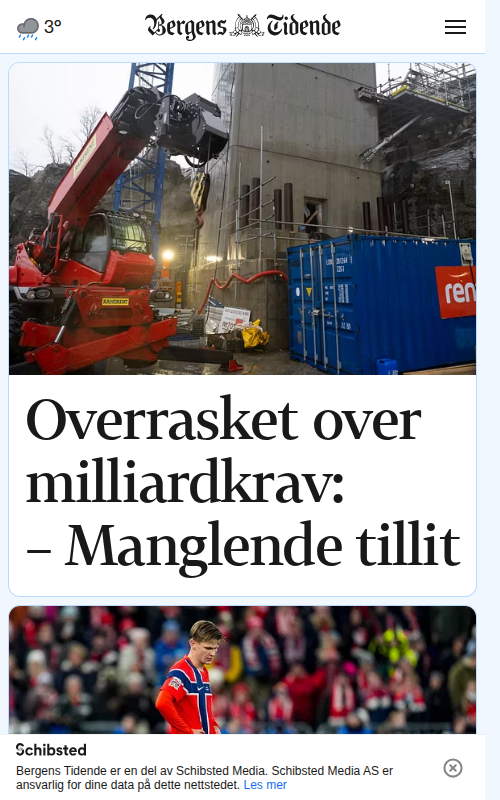 3°
Bergens Tidende
ren
Overrasket over
milliardkrav:
– Manglende tillit
Schibsted
Bergens Tidende er en del av Schibsted Media. Schibsted Media AS er
ansvarlig for dine data på dette nettstedet. Les mer